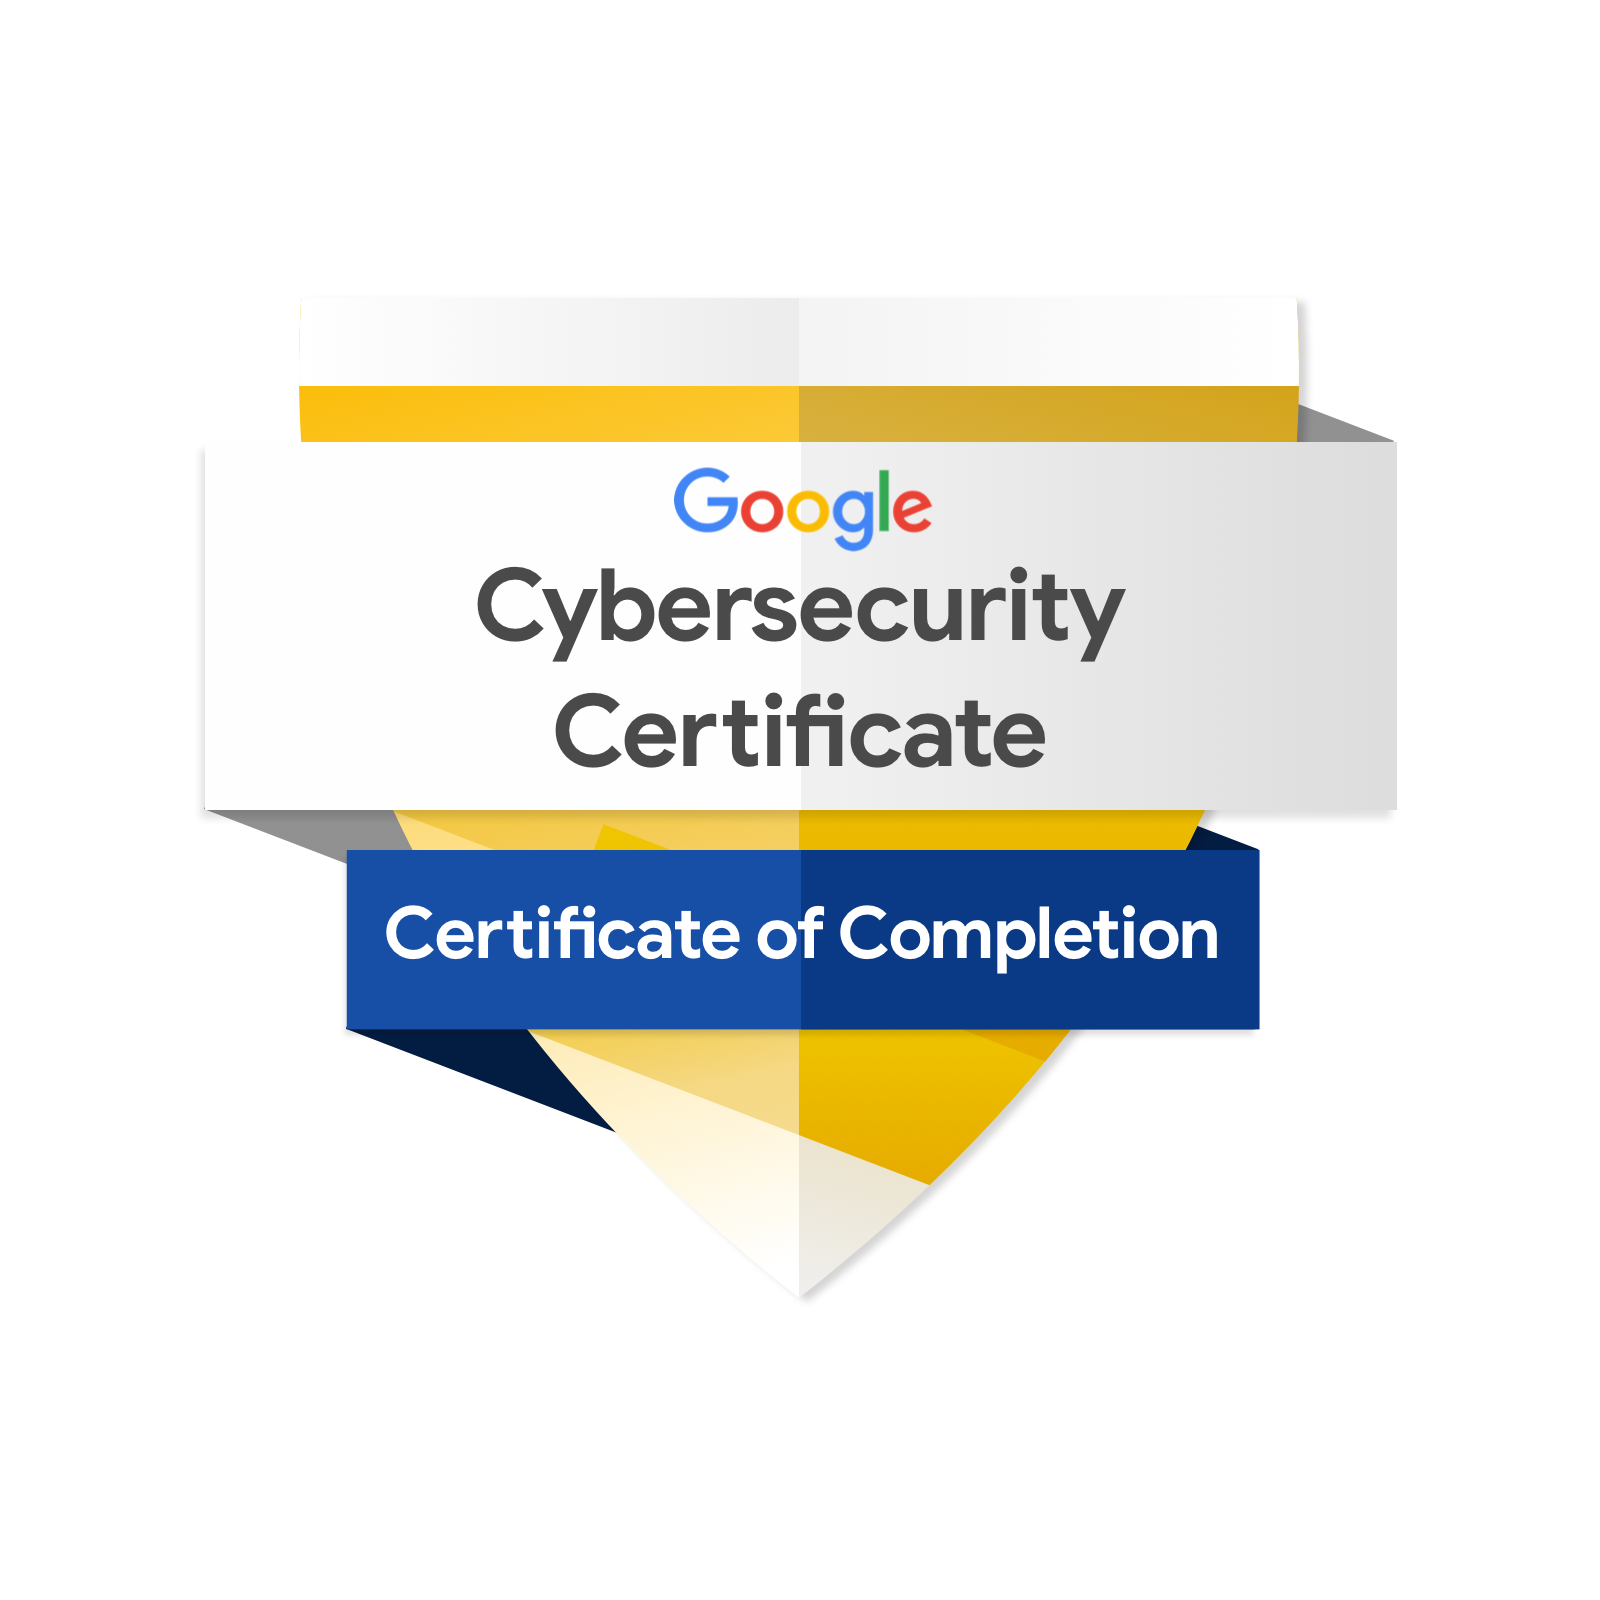 Google
Cybersecurity
Certificate
Certificate of Completion